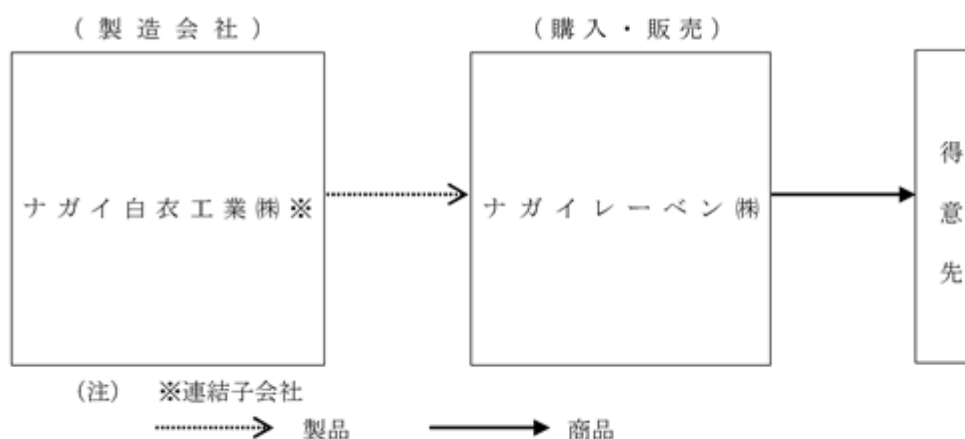 (製造会社)
(購入・販売)
ナガイ白衣工業㈱※
ナガイレーベン㈱
得意先
(注) ※連結子会社
製品 商品